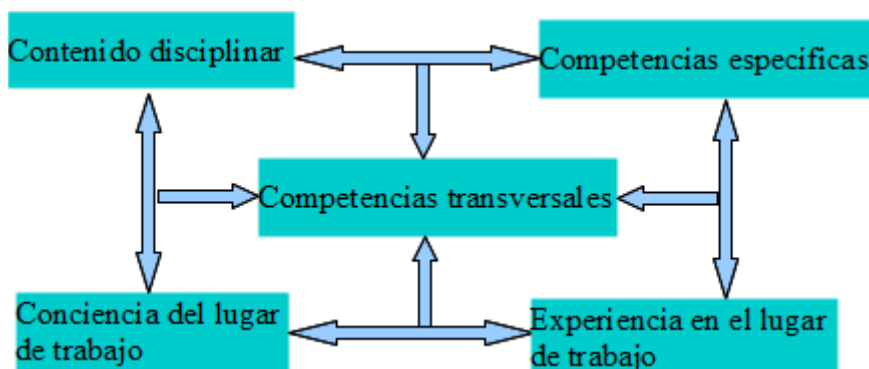 Contenido disciplinar
Competencias específicas
Competencias transversales
Conciencia del lugar
de trabajo
Experiencia en el lugar
de trabajo